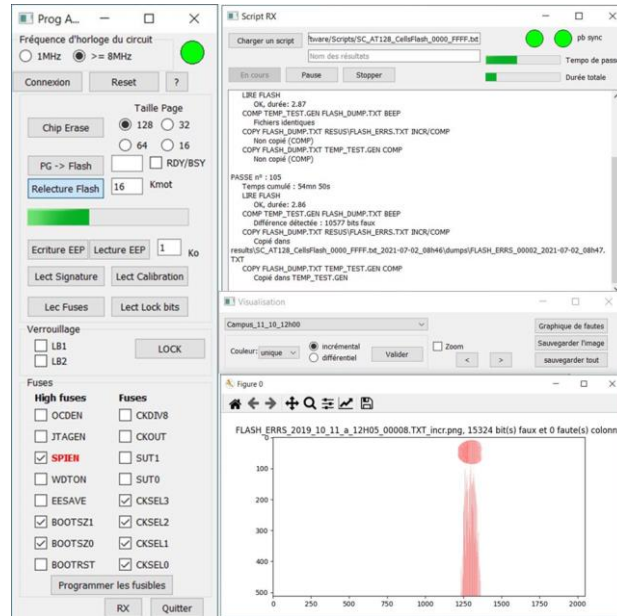 Prog A...
Fréquence d'horloge du circuit
1MHz
>= 8MHz
Connexion
Reset
?
Taille Page
Chip Erase
128
32
64
16
PG -> Flash
RDY/BSY
Relecture Flash
16
Kmot
Ecriture EEP
Lecture EEP
1
Ko
Lect Signature
Lect Calibration
Lec Fuses
Lect Lock bits
Verrouillage
LB1
LB2
LOCK
Fuses
High fuses
Fuses
OCDEN
CKDIV8
JTAGEN
CKOUT
SPIEN
SUT1
WDTON
SUT0
EESAVE
CKSEL3
BOOTSZ1
CKSEL2
BOOTSZ0
CKSEL1
BOOTRST
CKSEL0
Programmer les fusibles
RX
Quitter
Script RX
Charger un script
ftware/Scripts/SC_AT128_CellsFlash_0000_FFFF.txt
pb sync
Nom des résultats
Tempo de passe
En cours
Pause
Stopper
Durée totale
LIRE FLASH
OK, durée: 2.87
COMP TEMP_TEST.GEN FLASH_DUMP.TXT BEEP
Fichiers identiques
COPY FLASH_DUMP.TXT RESUS\FLASH_ERRS.TXT INCR/COMP
Non copié (COMP)
COPY FLASH_DUMP.TXT TEMP_TEST.GEN COMP
Non copié (COMP)
PASSE n° : 105
Temps cumulé : 54mn 50s
LIRE FLASH
OK, durée: 2.86
COMP TEMP_TEST.GEN FLASH_DUMP.TXT BEEP
Différence détectée : 10577 bits faux
COPY FLASH_DUMP.TXT RESUS\FLASH_ERRS.TXT INCR/COMP
Copié dans
results\SC_AT128_CellsFlash_0000_FFFF.txt_2021-07-02_08h46\dumps\FLASH_ERRS_00002_2021-07-02_08h47.
TXT
COPY FLASH_DUMP.TXT TEMP_TEST.GEN COMP
Copié dans TEMP_TEST.GEN
Visualisation
Campus_11_10_12h00
Graphique de fautes
Couleur:
unique
incrémental
différentiel
Valider
Zoom
<
>
Sauvegarder l'image
sauvegarder tout
Figure 0
FLASH_ERRS_2019_10_11_a_12H05_00008.TXT_incr.png, 15324 bit(s) faux et 0 faute(s) colonn
0
100
200
300
400
500
0
250
500
750
1000
1250
1500
1750
2000